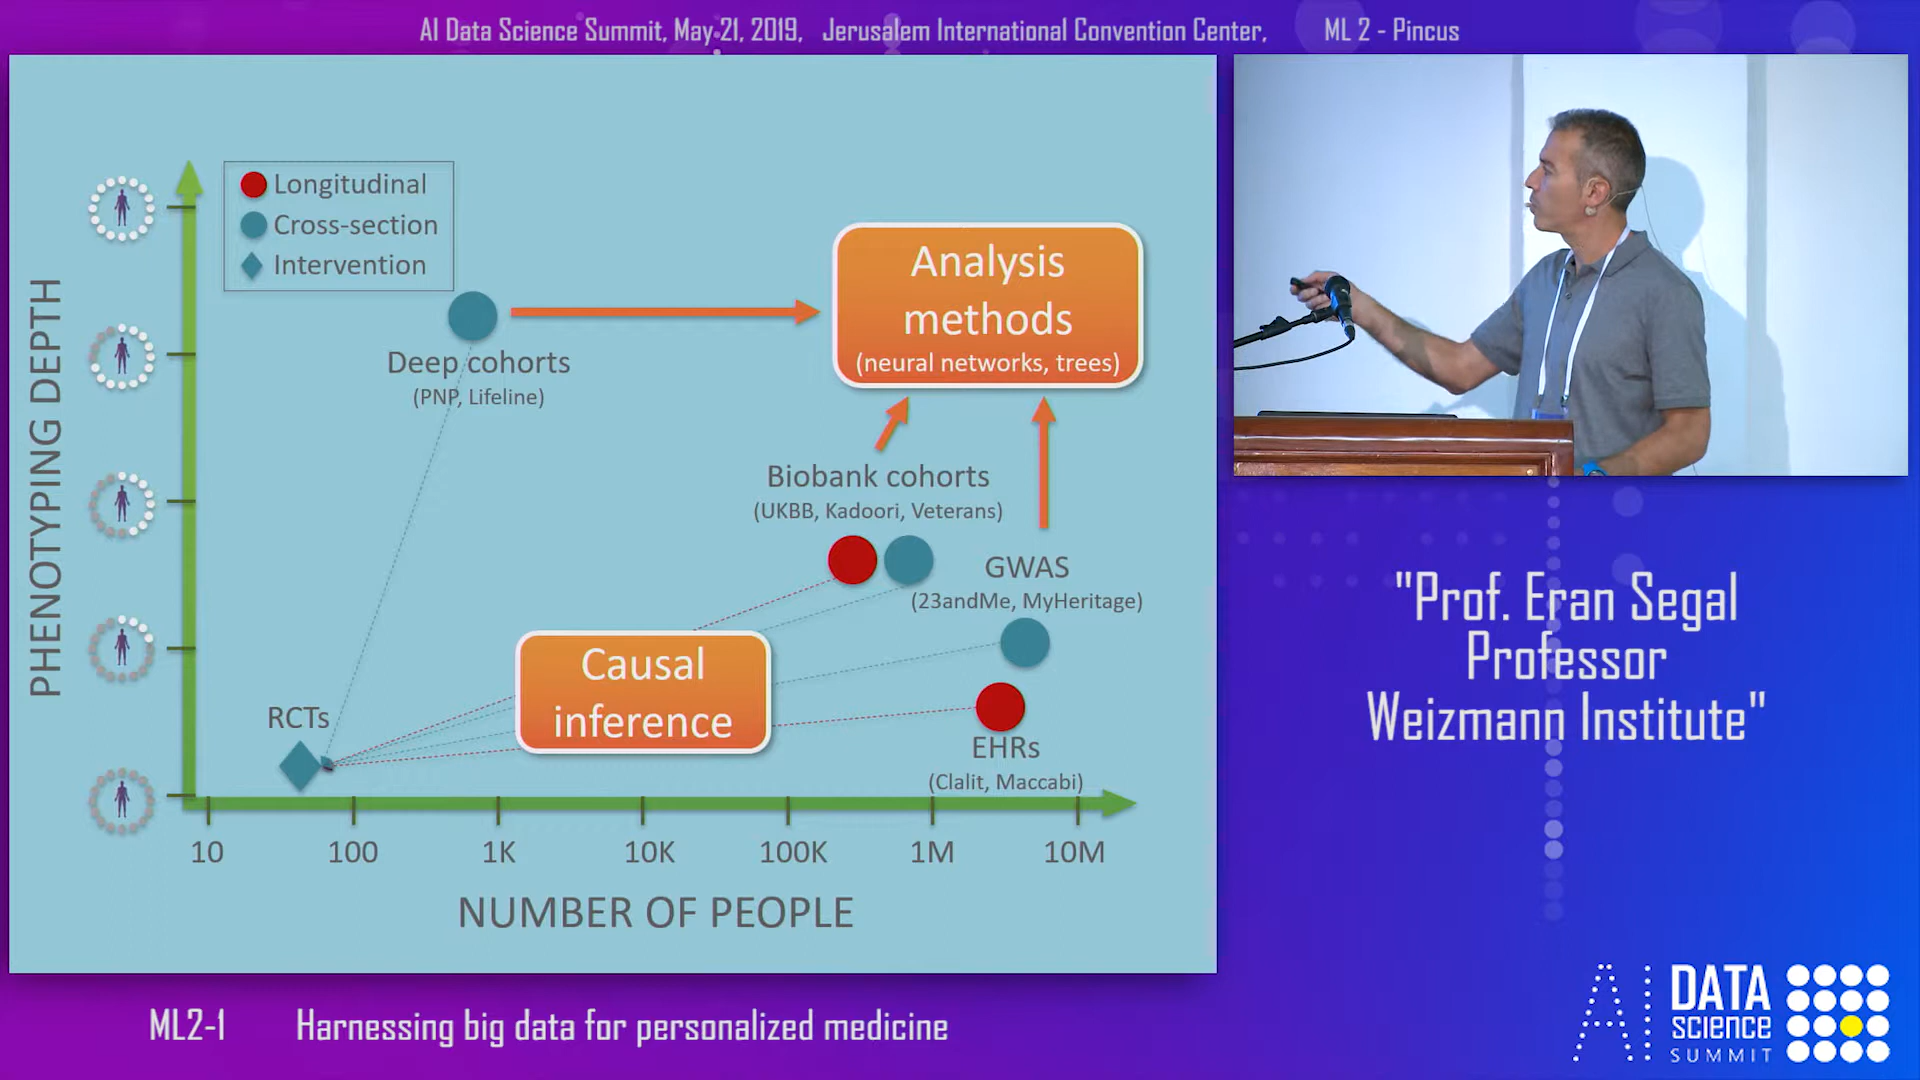 AI Data Science Summit, May 21, 2019, Jerusalem International Convention Center, ML 2 - Pincus
Longitudinal
Cross-section
Intervention
PHENOTYPING DEPTH
Analysis
methods
(neural networks, trees)
Deep cohorts
(PNP, Lifeline)
Biobank cohorts
(UKBB, Kadoori, Veterans)
GWAS
(23andMe, MyHeritage)
Causal
inference
RCTs
EHRs
(Clalit, Maccabi)
10 100 1K 10K 100K 1M 10M
NUMBER OF PEOPLE
"Prof. Eran Segal
Professor
Weizmann Institute"
ML2-1 Harnessing big data for personalized medicine
AI DATA
SCIENCE
SUMMIT